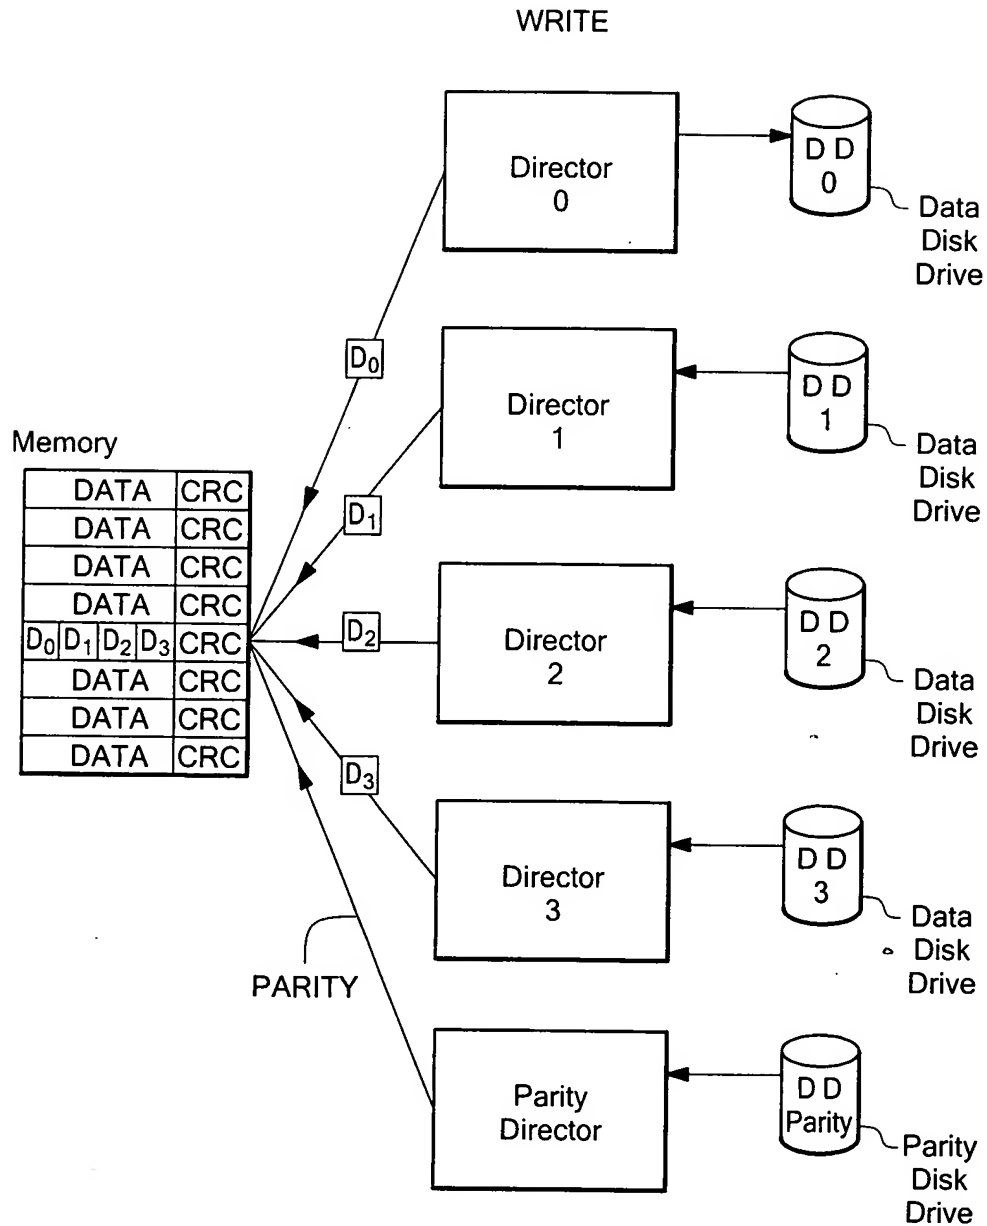 WRITE
Director
0
D D
0
Data
Disk
Drive
D0
Director
1
D D
1
Data
Disk
Drive
Memory
D1
DATA CRC
DATA CRC
DATA CRC
DATA CRC
D0 D1 D2 D3 CRC
DATA CRC
DATA CRC
DATA CRC
D2
Director
2
D D
2
Data
Disk
Drive
D3
Director
3
D D
3
Data
Disk
Drive
PARITY
Parity
Director
D D
Parity
Parity
Disk
Drive